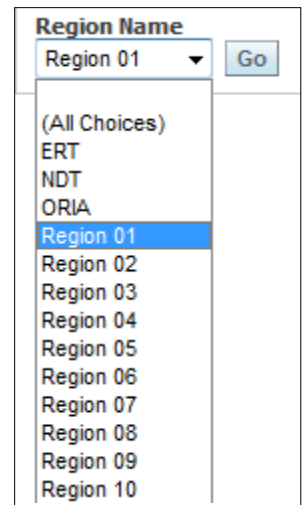 Region Name
Region 01 Go
(All Choices)
ERT
NDT
ORIA
Region 01
Region 02
Region 03
Region 04
Region 05
Region 06
Region 07
Region 08
Region 09
Region 10